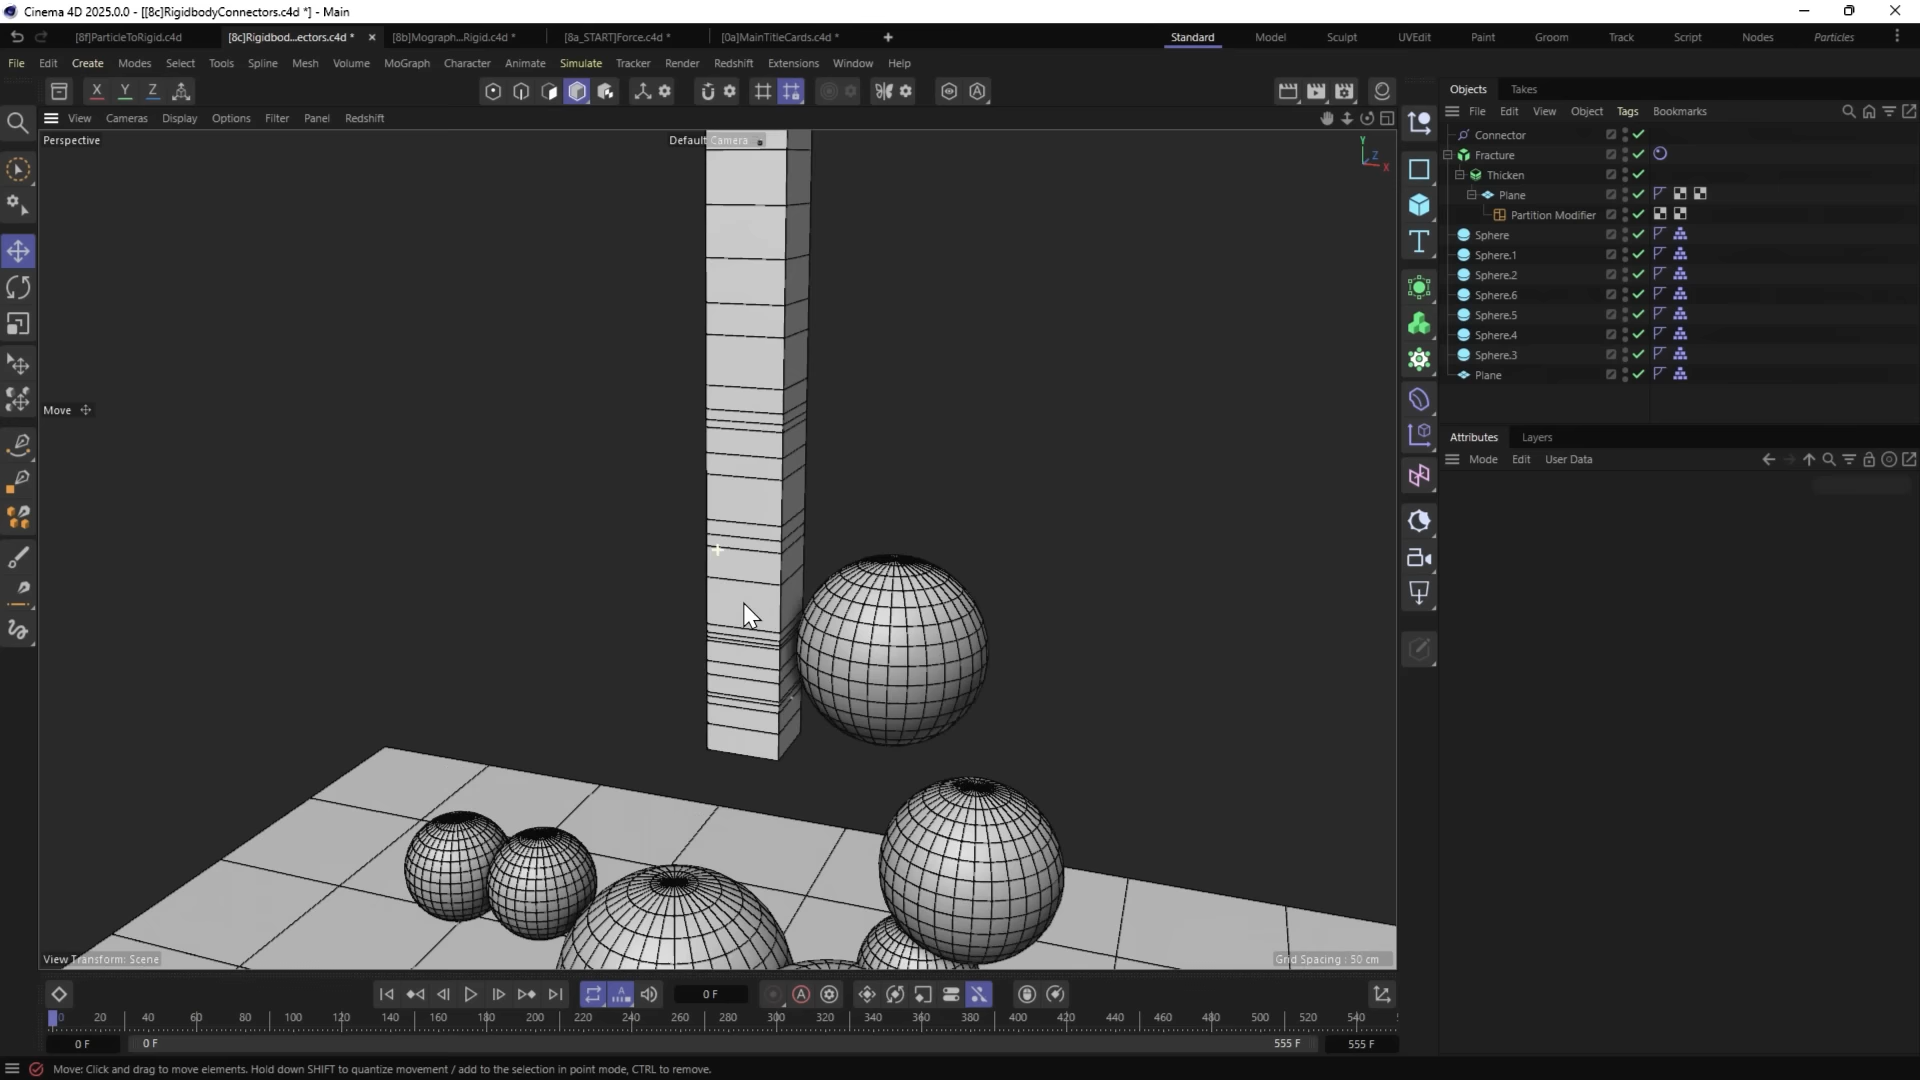 Cinema 4D 2025.0.0 - [[8c]RigidbodyConnectors.c4d *] - Main
[8f]ParticleToRigid.c4d
[8c]Rigidbod...ectors.c4d *
[8b]Mograph...Rigid.c4d *
[8a_START]Force.c4d *
[0a]MainTitleCards.c4d *
Standard Model Sculpt UVEdit Paint Groom Track Script Nodes Particles
File Edit Create Modes Select Tools Spline Mesh Volume MoGraph Character Animate Simulate Tracker Render Redshift Extensions Window Help
X Y Z
View Cameras Display Options Filter Panel Redshift
Perspective
Default Camera
Y
Z
X
Move
View Transform: Scene
Grid Spacing : 50 cm
Objects Takes
File Edit View Object Tags Bookmarks
Connector
Fracture
Thicken
Plane
Partition Modifier
Sphere
Sphere.1
Sphere.2
Sphere.6
Sphere.5
Sphere.4
Sphere.3
Plane
Attributes Layers
Mode Edit User Data
0 F
0 20 40 60 80 100 120 140 160 180 200 220 240 260 280 300 320 340 360 380 400 420 440 460 480 500 520 540
0 F 0 F 555 F 555 F
Move: Click and drag to move elements. Hold down SHIFT to quantize movement / add to the selection in point mode, CTRL to remove.